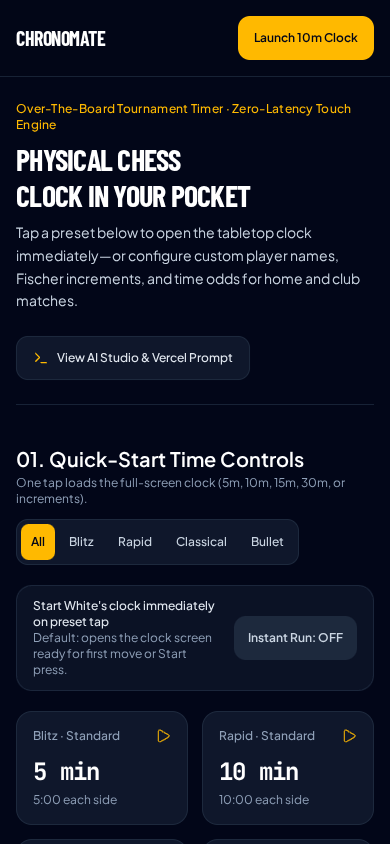 CHRONOMATE
Launch 10m Clock
Over-The-Board Tournament Timer · Zero-Latency Touch
Engine
PHYSICAL CHESS
CLOCK IN YOUR POCKET
Tap a preset below to open the tabletop clock
immediately—or configure custom player names,
Fischer increments, and time odds for home and club
matches.
View AI Studio & Vercel Prompt
01. Quick-Start Time Controls
One tap loads the full-screen clock (5m, 10m, 15m, 30m, or
increments).
All
Blitz
Rapid
Classical
Bullet
Start White's clock immediately
on preset tap
Default: opens the clock screen
ready for first move or Start
press.
Instant Run: OFF
Blitz · Standard
5 min
5:00 each side
Rapid · Standard
10 min
10:00 each side